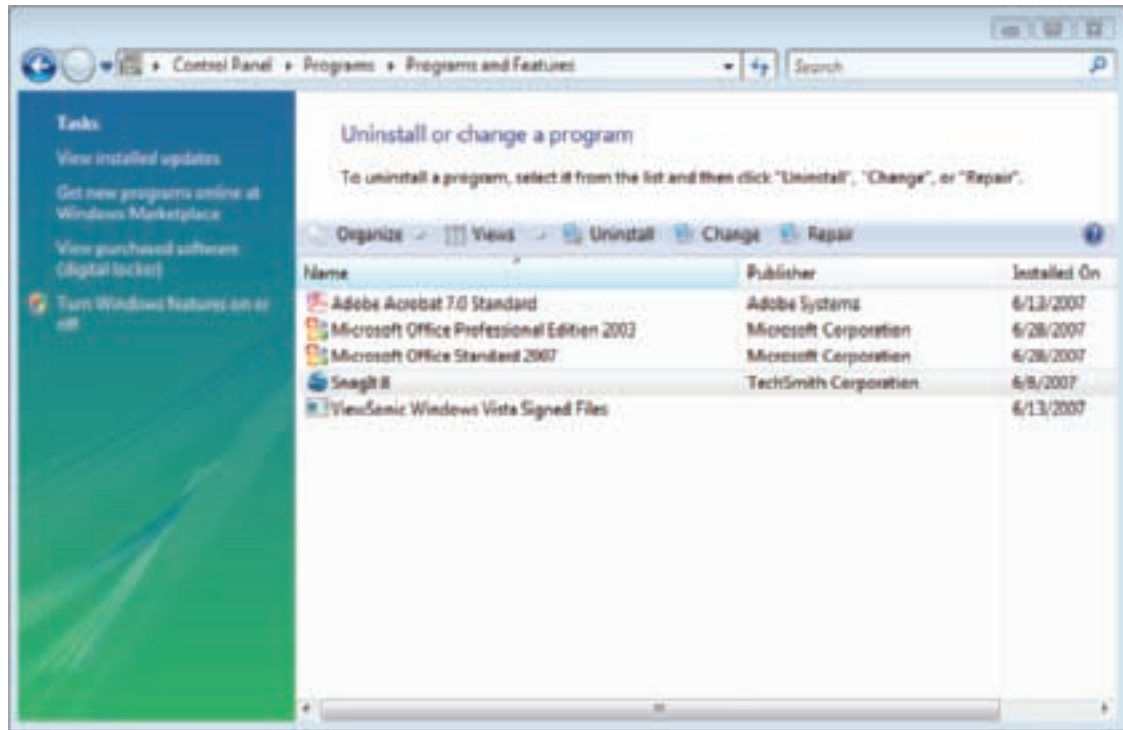 Control Panel Programs Programs and Features Search
Tasks
View installed updates
Get new programs online at
Windows Marketplace
View purchased software
(digital locker)
Turn Windows features on or
off
Uninstall or change a program
To uninstall a program, select it from the list and then click "Uninstall", "Change", or "Repair".
Organize Views Uninstall Change Repair
Name Publisher Installed On
Adobe Acrobat 7.0 Standard Adobe Systems 6/13/2007
Microsoft Office Professional Edition 2003 Microsoft Corporation 6/28/2007
Microsoft Office Standard 2007 Microsoft Corporation 6/28/2007
SnagIt 8 TechSmith Corporation 6/8/2007
ViewSonic Windows Vista Signed Files 6/13/2007